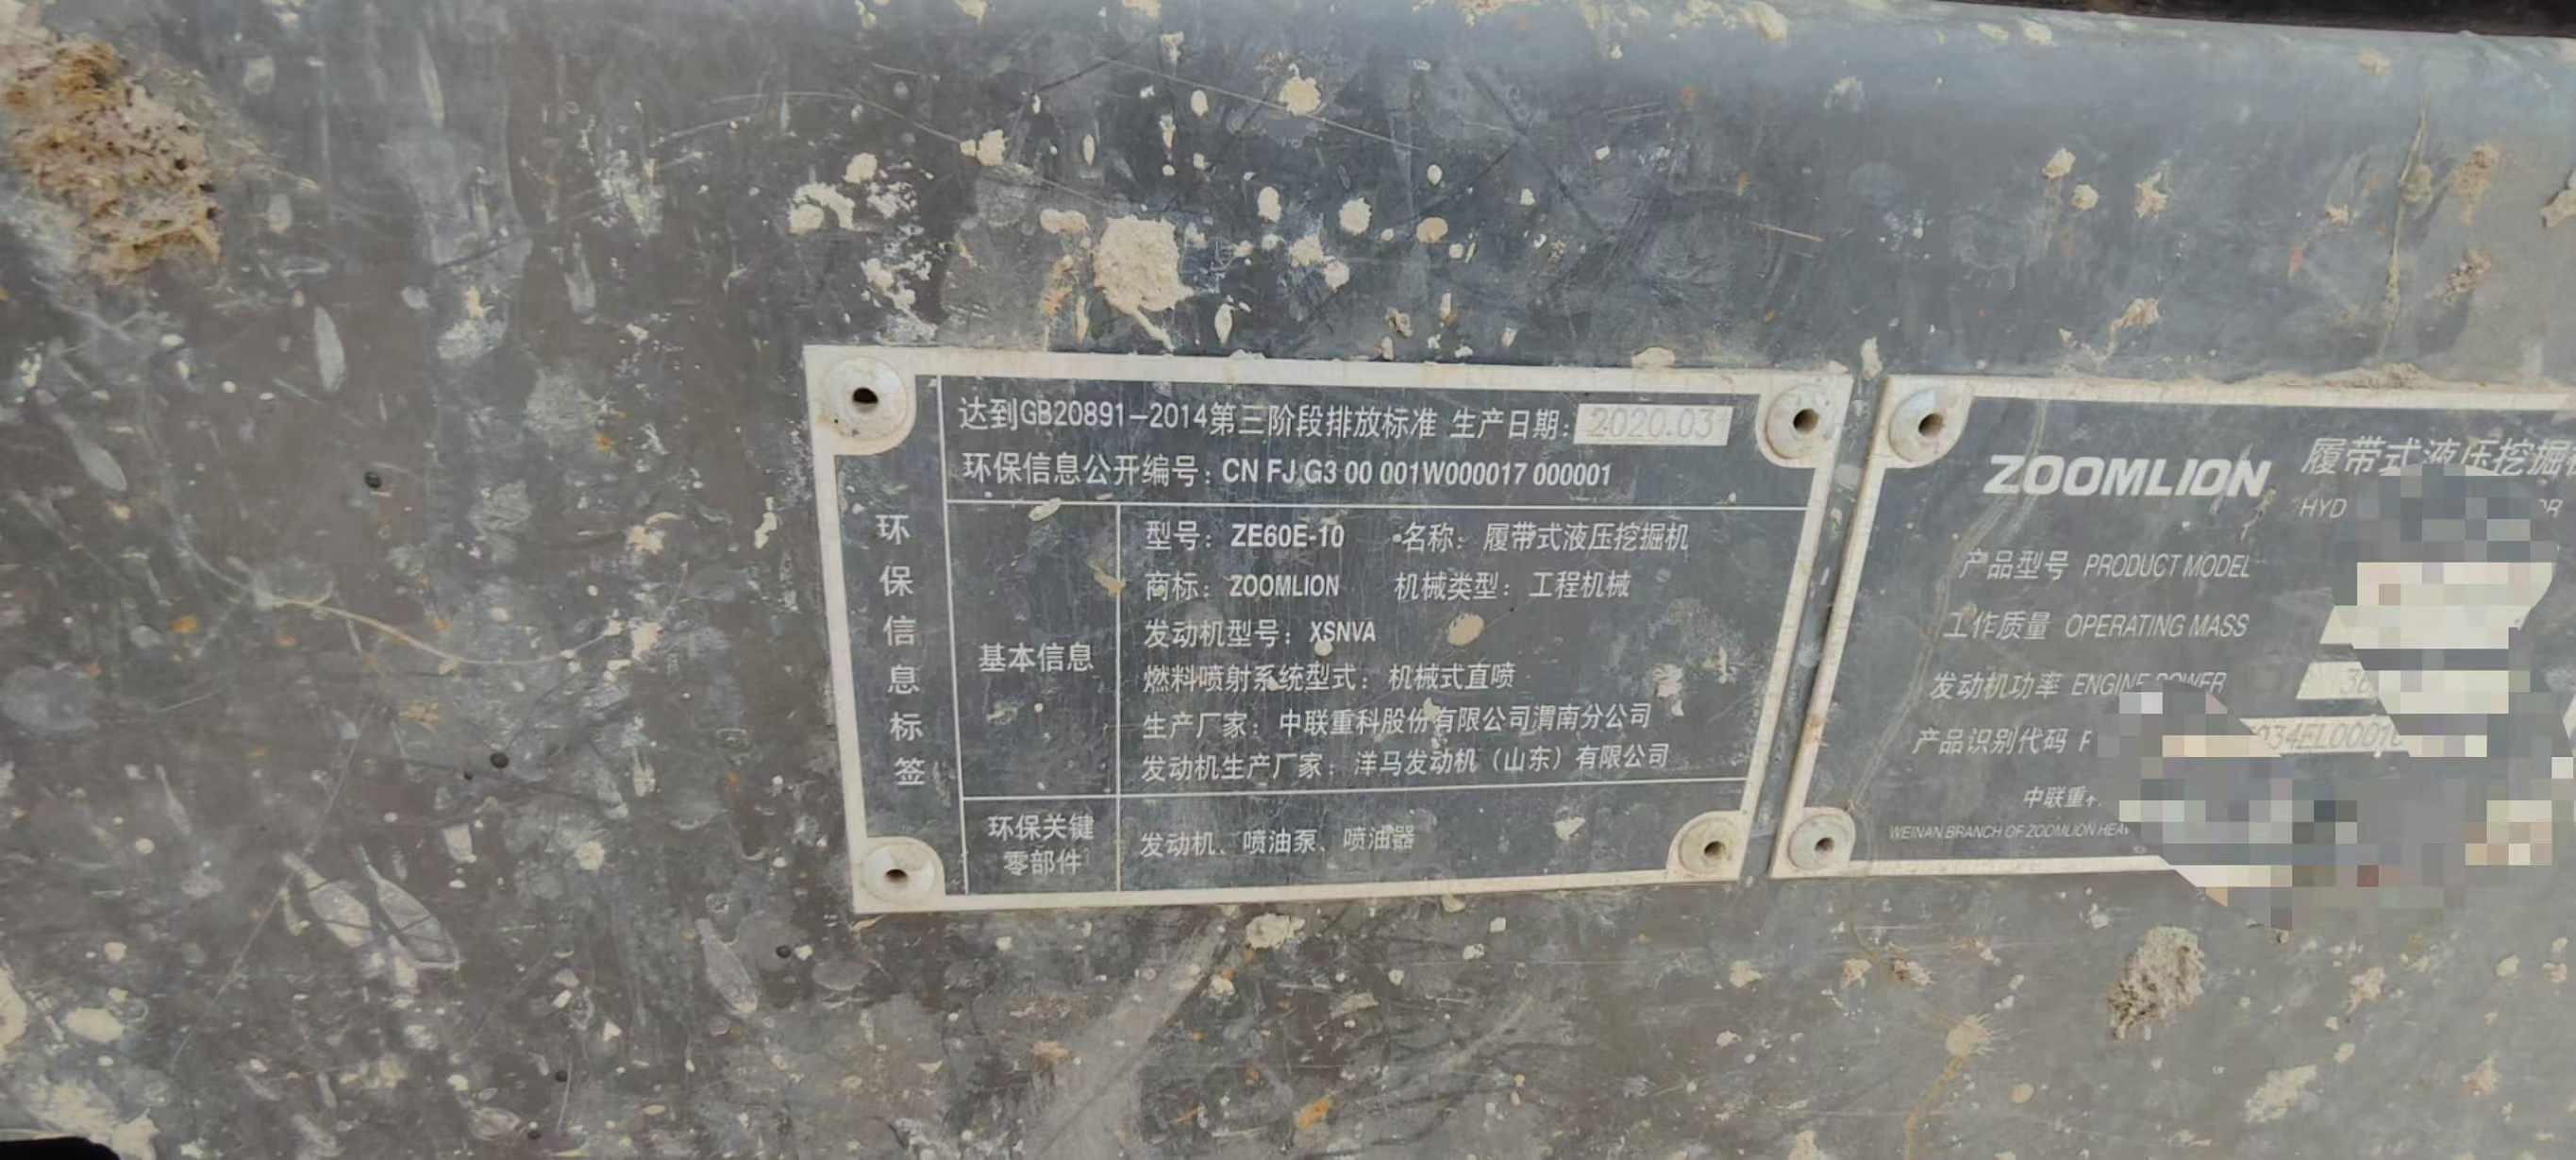 达到GB20891-2014第三阶段排放标准 生产日期: 2020.03
环保信息公开编号: CN FJ G3 00 001W000017 000001
环保信息标签
基本信息
型号: ZE60E-10 名称: 履带式液压挖掘机
商标: ZOOMLION 机械类型: 工程机械
发动机型号: XSNVA
燃料喷射系统型式: 机械式直喷
生产厂家: 中联重科股份有限公司渭南分公司
发动机生产厂家: 洋马发动机(山东)有限公司
环保关键
零部件
发动机、喷油泵、喷油器
ZOOMLION 履带式液压挖掘
HYD
产品型号 PRODUCT MODEL
工作质量 OPERATING MASS
发动机功率 ENGINE POWER
产品识别代码
中联重
WEINAN BRANCH OF ZOOMLION HEA